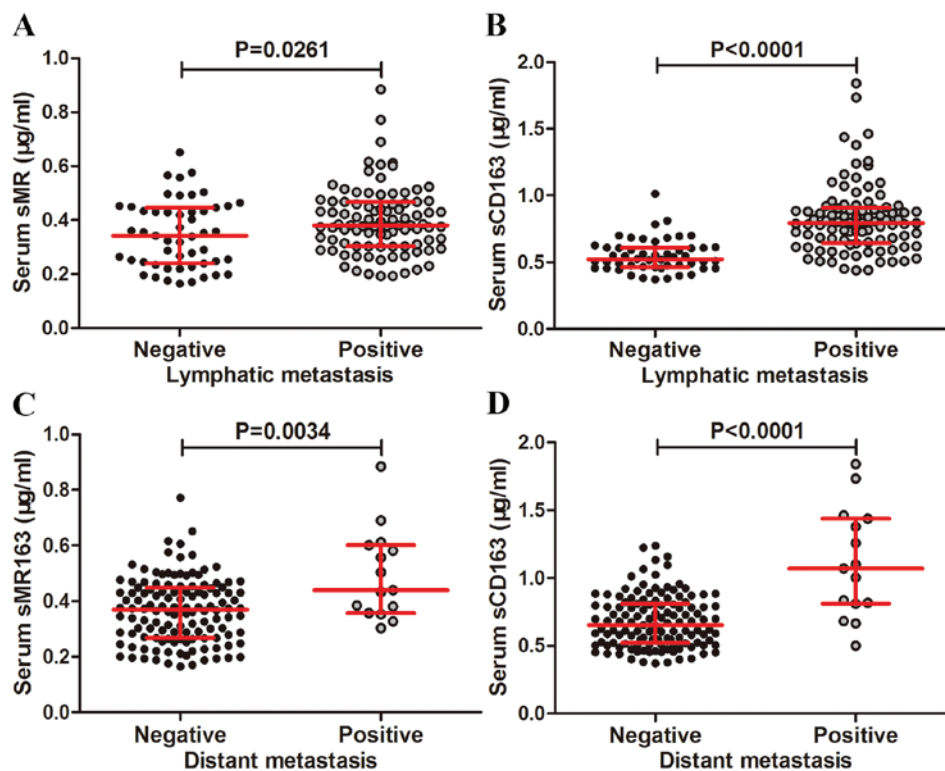 A
P=0.0261
Serum sMR (µg/ml)
1.0
0.8
0.6
0.4
0.2
0.0
Negative Positive
Lymphatic metastasis
B
P<0.0001
Serum sCD163 (µg/ml)
2.0
1.5
1.0
0.5
0.0
Negative Positive
Lymphatic metastasis
C
P=0.0034
Serum sMR163 (µg/ml)
1.0
0.8
0.6
0.4
0.2
0.0
Negative Positive
Distant metastasis
D
P<0.0001
Serum sCD163 (µg/ml)
2.0
1.5
1.0
0.5
0.0
Negative Positive
Distant metastasis